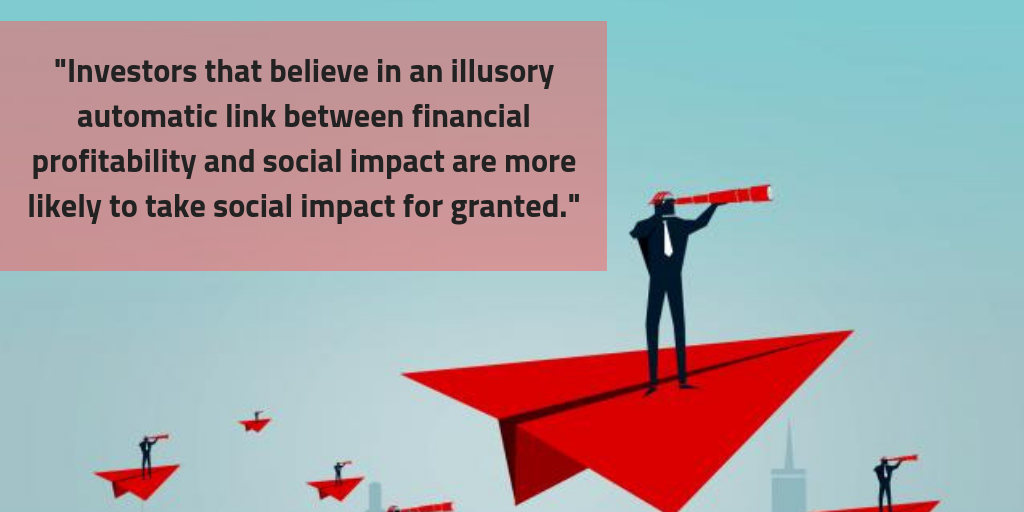 "Investors that believe in an illusory
automatic link between financial
profitability and social impact are more
likely to take social impact for granted."